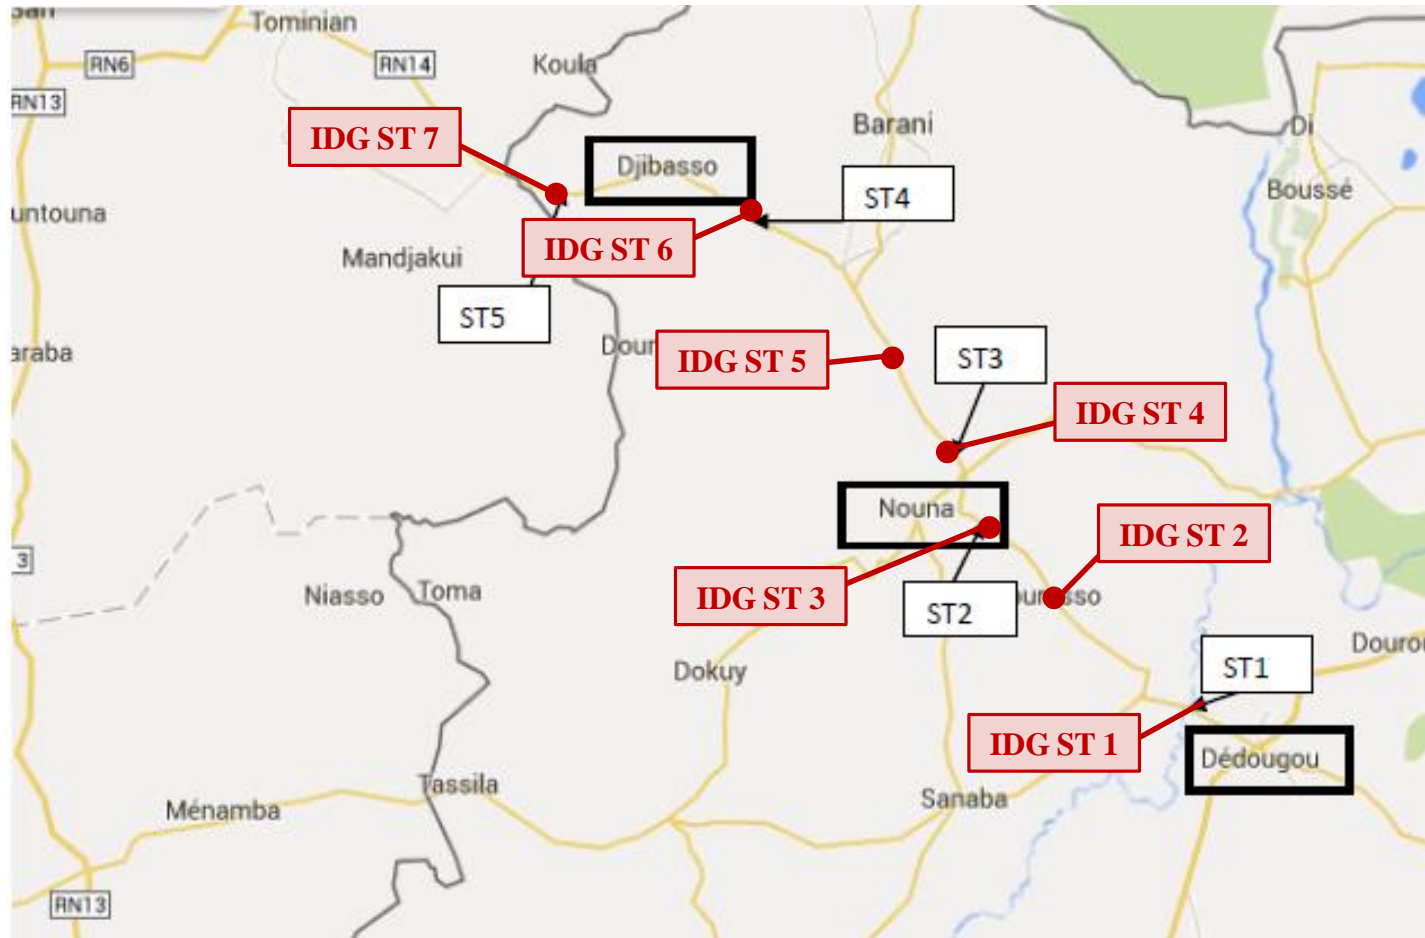 Tominian
RN6
RN14
Koula
RN13
IDG ST 7
Barani
Di
Djibasso
ST4
Boussé
untouna
IDG ST 6
Mandjakui
ST5
araba
Dour
IDG ST 5
ST3
IDG ST 4
Nouna
IDG ST 2
3
Niasso
Toma
IDG ST 3
ST2
Dokuy
ST1
Dourou
IDG ST 1
Dédougou
Tassila
Sanaba
Ménamba
RN13